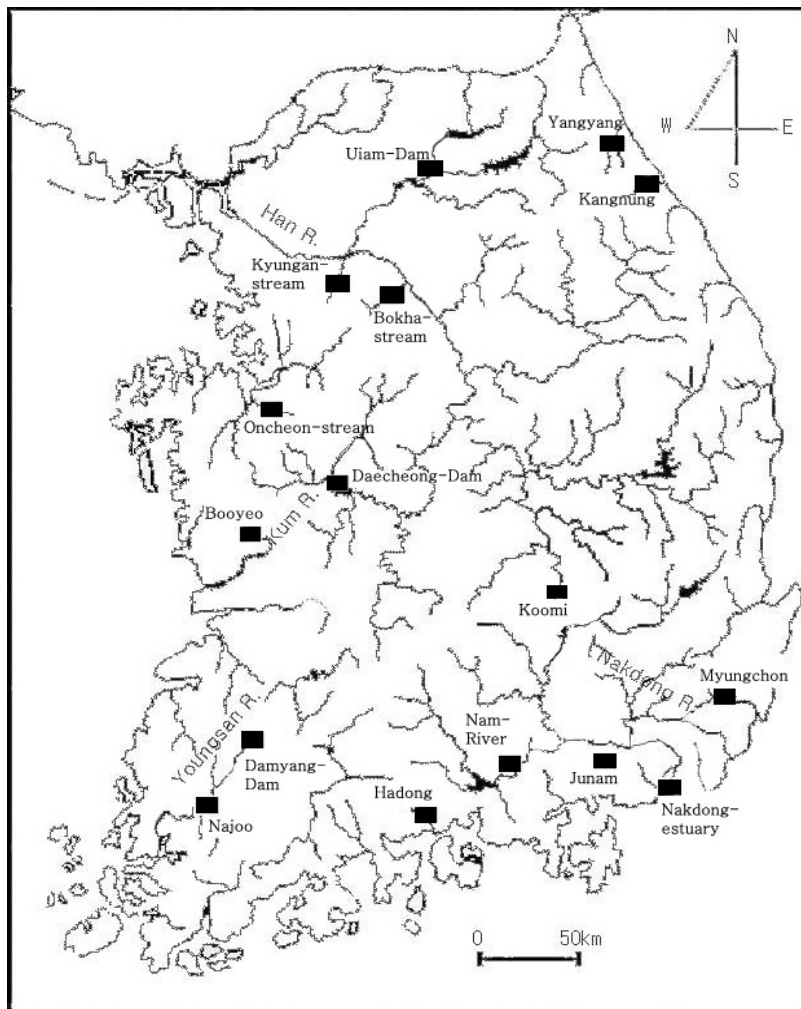 N
Yangyang
W
E
Uiam-Dam
S
Kangnung
Han R.
Kyungan-
stream
Bokha-
stream
Oncheon-stream
Daecheong-Dam
Kum R.
Booyeo
Koomi
Nakdong R.
Myungchon
Youngsan R.
Nam-
River
Damyang-
Dam
Junam
Hadong
Najoo
Nakdong-
estuary
0 50km